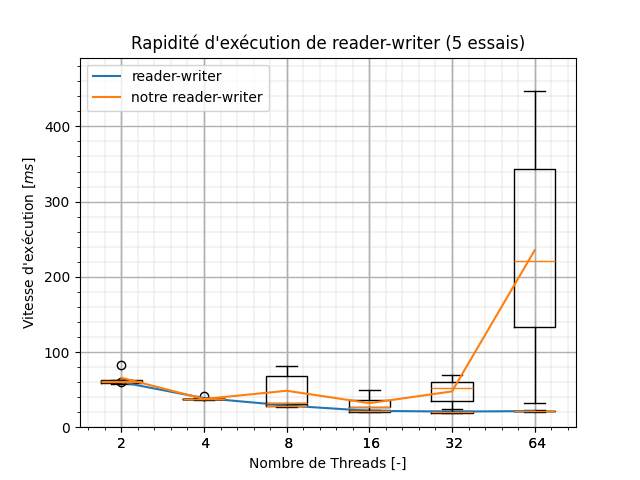 Rapidité d'exécution de reader-writer (5 essais)
reader-writer
notre reader-writer
Vitesse d'exécution [ms]
400
300
200
100
0
2 4 8 16 32 64
Nombre de Threads [-]